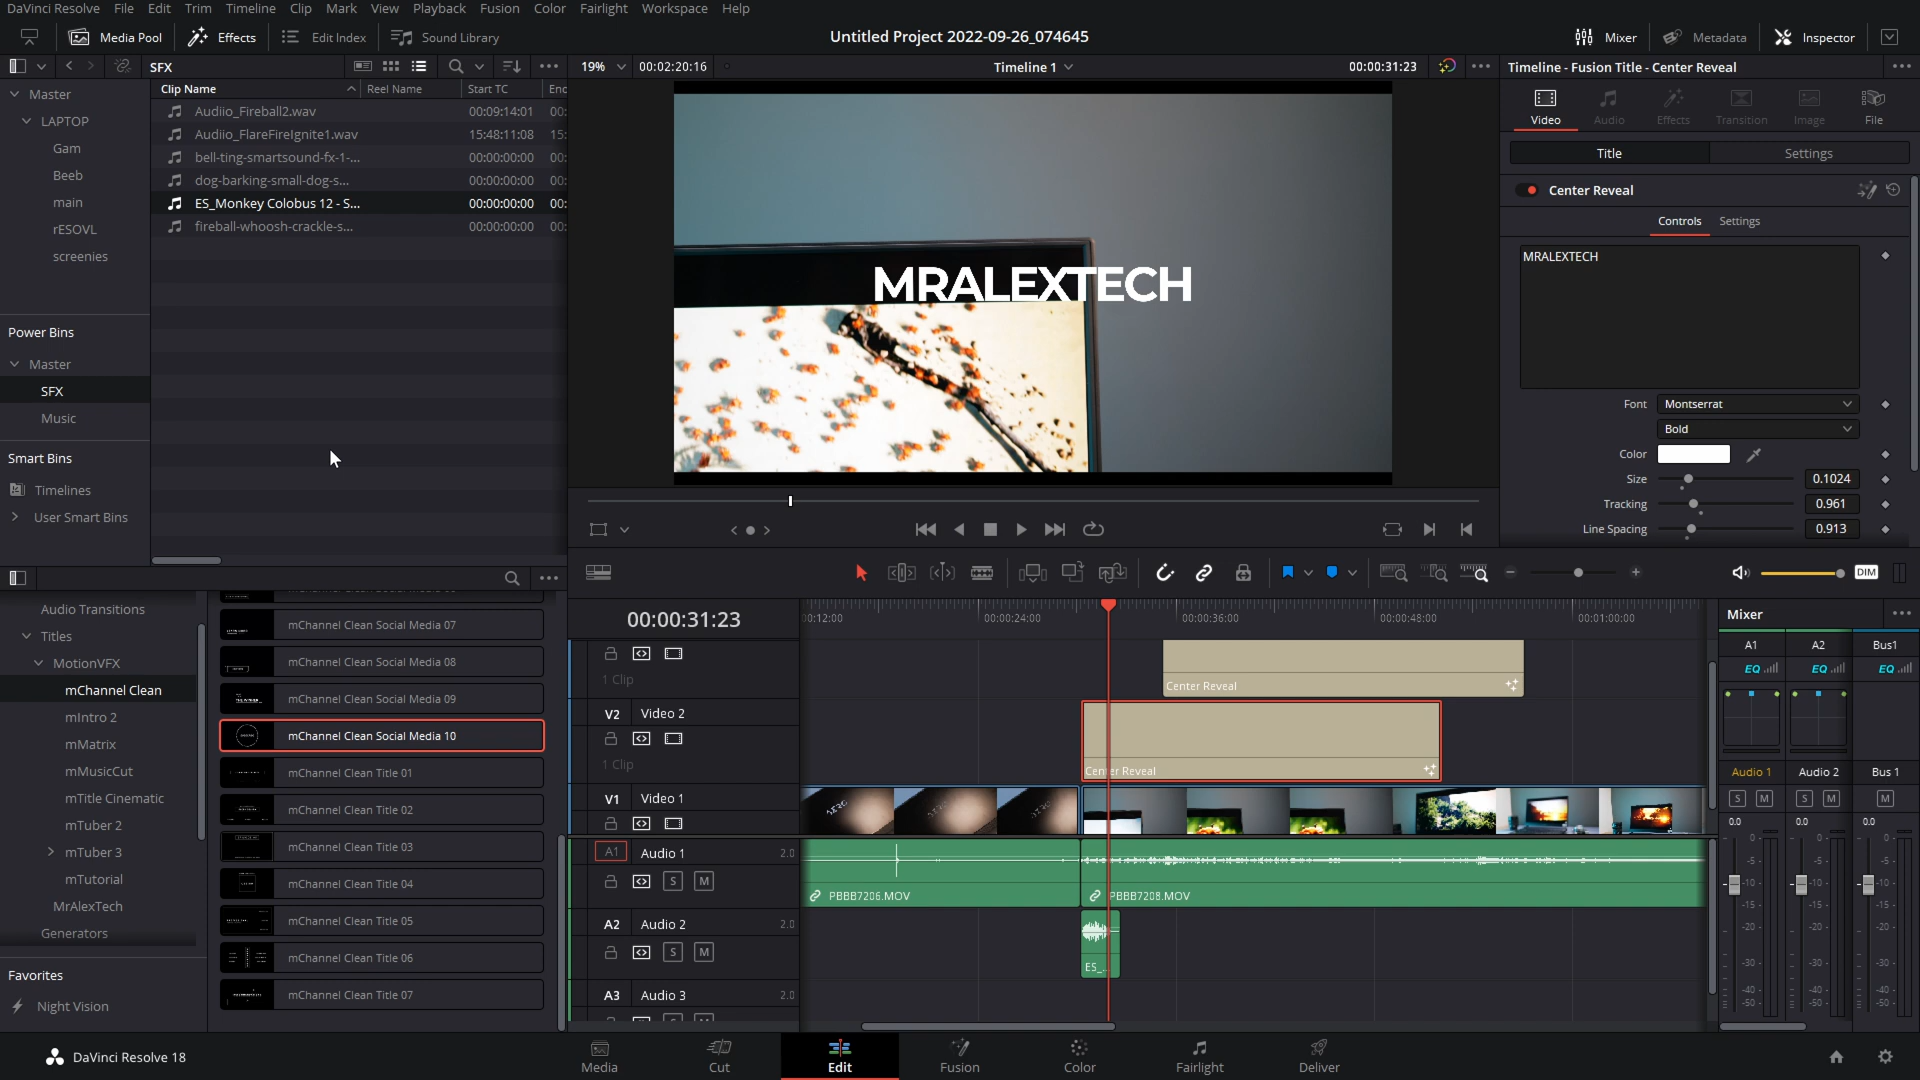 DaVinci Resolve File Edit Trim Timeline Clip Mark View Playback Fusion Color Fairlight Workspace Help
Media Pool Effects Edit Index Sound Library Untitled Project 2022-09-26_074645 Mixer Metadata Inspector
SFX 19% 00:02:20:16 Timeline 1 00:00:31:23 Timeline - Fusion Title - Center Reveal
Clip Name Reel Name Start TC
Master
LAPTOP
Gam
Beeb
main
rESOVL
screenies
Audiio_Fireball2.wav 00:09:14:01 00:
Audiio_FlareFireIgnite1.wav 15:48:11:08 15:
bell-ting-smartsound-fx-1-... 00:00:00:00 00:
dog-barking-small-dog-s... 00:00:00:00 00:
ES_Monkey Colobus 12 - S... 00:00:00:00 00:
fireball-whoosh-crackle-s... 00:00:00:00 00:
Power Bins
Master
SFX
Music
Smart Bins
Timelines
User Smart Bins
MRALEXTECH
Video Audio Effects Transition Image File
Title Settings
Center Reveal
Controls Settings
MRALEXTECH
Font Montserrat
Bold
Color
Size 0.1024
Tracking 0.961
Line Spacing 0.913
DIM
Audio Transitions
Titles
MotionVFX
mChannel Clean
mIntro 2
mMatrix
mMusicCut
mTitle Cinematic
mTuber 2
mTuber 3
mTutorial
MrAlexTech
Generators
Favorites
Night Vision
mChannel Clean Social Media 07
mChannel Clean Social Media 08
mChannel Clean Social Media 09
mChannel Clean Social Media 10
mChannel Clean Title 01
mChannel Clean Title 02
mChannel Clean Title 03
mChannel Clean Title 04
mChannel Clean Title 05
mChannel Clean Title 06
mChannel Clean Title 07
00:00:31:23
00:12:00 00:00:24:00 00:00:36:00 00:00:48:00 00:01:00:00
1 Clip
Center Reveal
V2 Video 2
1 Clip
Center Reveal
V1 Video 1
A1 Audio 1 2.0
S M
PBBB7206.MOV PBBB7208.MOV
A2 Audio 2 2.0
S M
ES_...
A3 Audio 3 2.0
Mixer
A1 A2 Bus1
EQ EQ EQ
Audio 1 Audio 2 Bus 1
S M S M M
0.0 0.0 0.0
0- 0- 0-
-5- -5- -5-
-10- -10- -10-
-15- -15- -15-
-20- -20- -20-
-30- -30- -30-
-40- -40- -40-
-50- -50- -50-
DaVinci Resolve 18
Media Cut Edit Fusion Color Fairlight Deliver